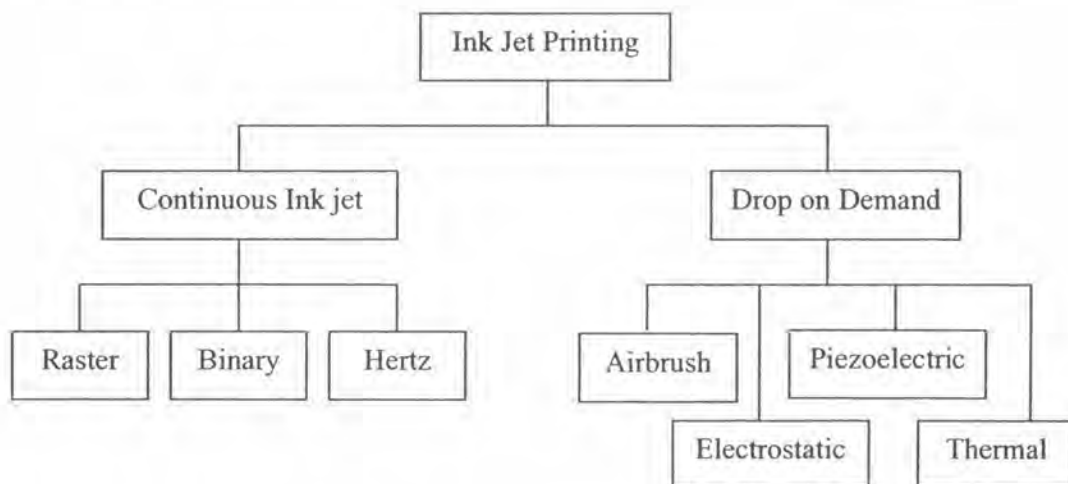 Ink Jet Printing
Continuous Ink jet
Drop on Demand
Raster
Binary
Hertz
Airbrush
Piezoelectric
Electrostatic
Thermal